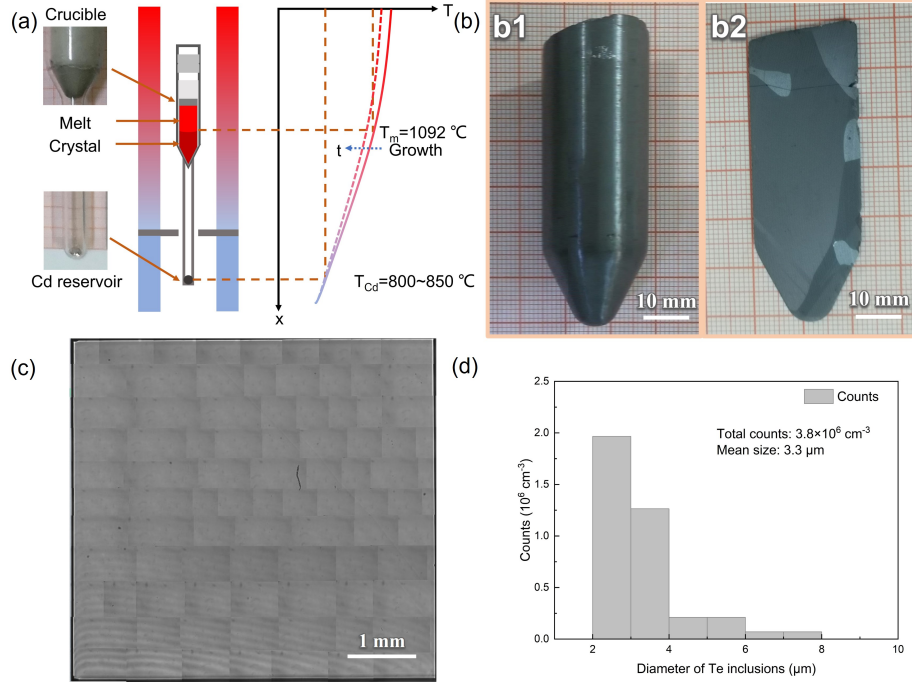 (a)
Crucible
Melt
Crystal
Cd reservoir
T
Tₘ=1092 ℃
t
Growth
T_Cd=800~850 ℃
x
(b)
b1
10 mm
b2
10 mm
(c)
1 mm
(d)
2.5
2.0
1.5
1.0
0.5
0.0
Counts (10⁶ cm⁻³)
Counts
Total counts: 3.8×10⁶ cm⁻³
Mean size: 3.3 μm
2 4 6 8 10
Diameter of Te inclusions (μm)